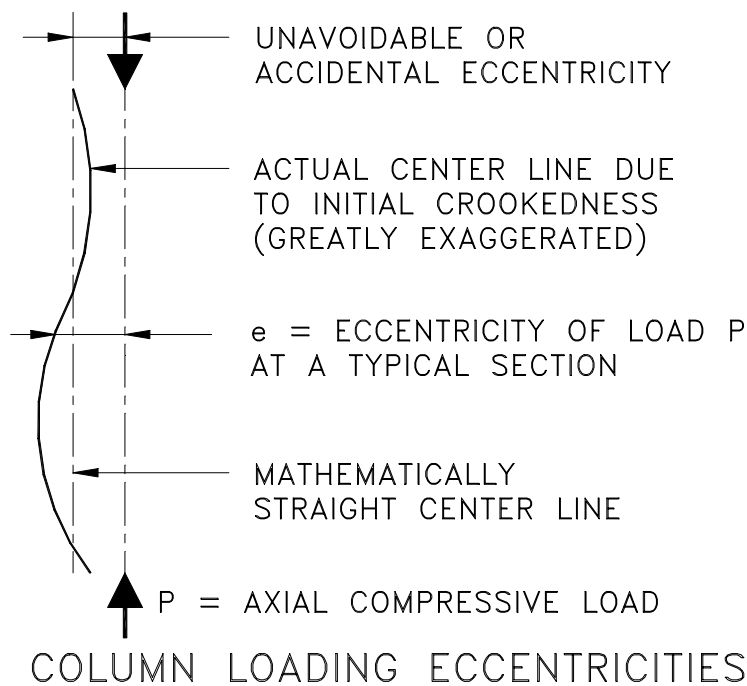 UNAVOIDABLE OR
ACCIDENTAL ECCENTRICITY
ACTUAL CENTER LINE DUE
TO INITIAL CROOKEDNESS
(GREATLY EXAGGERATED)
e = ECCENTRICITY OF LOAD P
AT A TYPICAL SECTION
MATHEMATICALLY
STRAIGHT CENTER LINE
P = AXIAL COMPRESSIVE LOAD
COLUMN LOADING ECCENTRICITIES